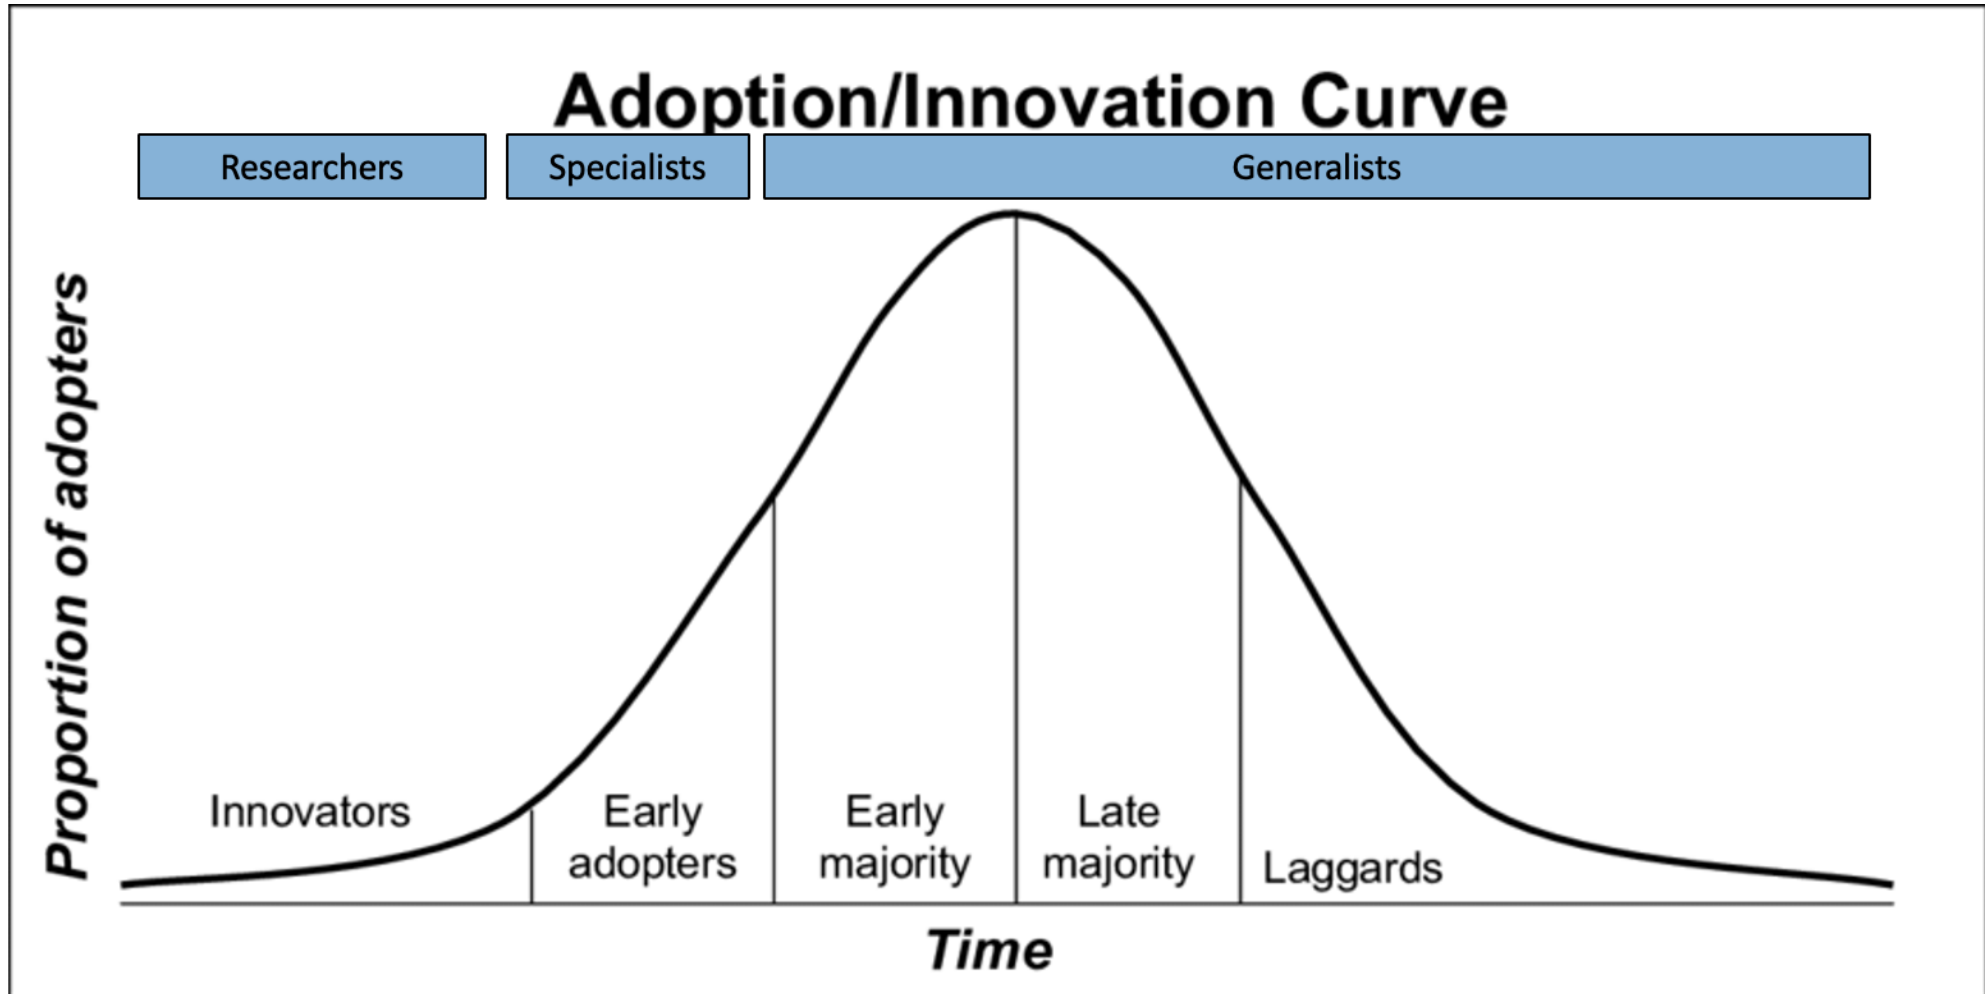 Adoption/Innovation Curve
Researchers
Specialists
Generalists
Proportion of adopters
Innovators
Early
adopters
Early
majority
Late
majority
Laggards
Time